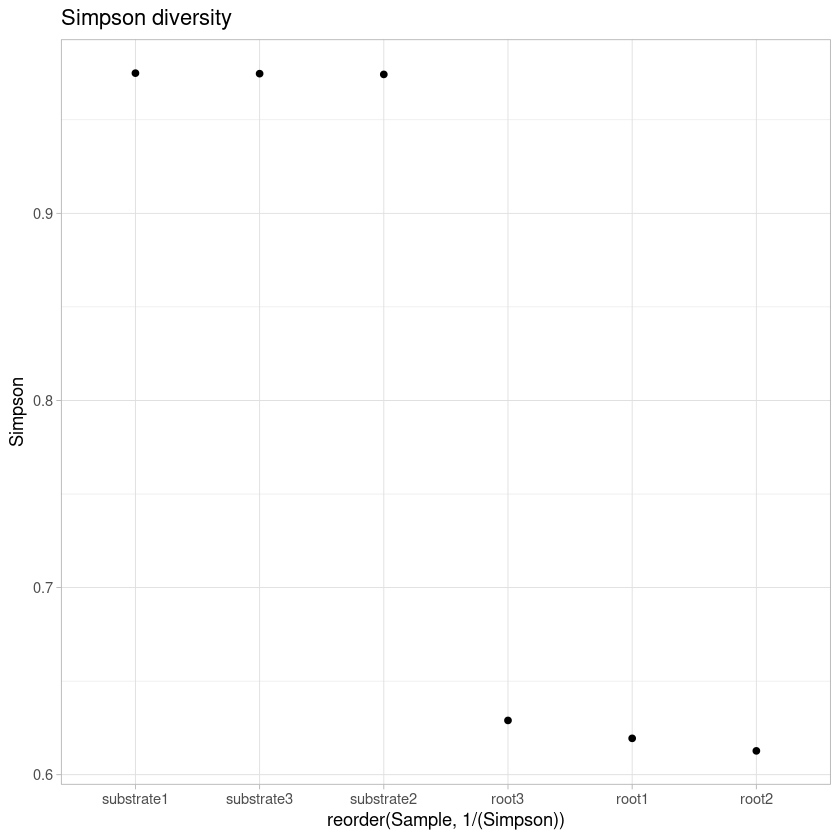 Simpson diversity
Simpson
0.9
0.8
0.7
0.6
substrate1 substrate3 substrate2 root3 root1 root2
reorder(Sample, 1/(Simpson))